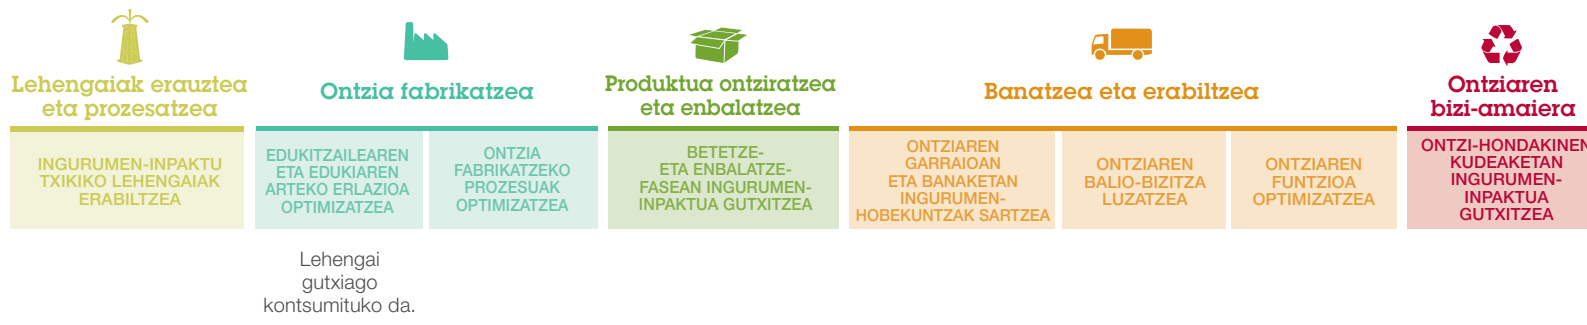 Lehengaiak erauztea
eta prozesatzea
Ontzia fabrikatzea
Produktua ontziratzea
eta enbalatzea
Banatzea eta erabiltzea
Ontziaren
bizi-amaiera
INGURUMEN-INPAKTU
TXIKIKO LEHENGAIAK
ERABILTZEA
EDUKITZAILEAREN
ETA EDUKIAREN
ARTEKO ERLAZIOA
OPTIMIZATZEA
ONTZIA
FABRIKATZEKO
PROZESUAK
OPTIMIZATZEA
BETETZE-
ETA ENBALATZE-
FASEAN INGURUMEN-
INPAKTUA GUTXITZEA
ONTZIAREN
GARRAIOAN
ETA BANAKETAN
INGURUMEN-
HOBEKUNTZAK SARTZEA
ONTZIAREN
BALIO-BIZITZA
LUZATZEA
ONTZIAREN
FUNTZIOA
OPTIMIZATZEA
ONTZI-HONDAKINEN
KUDEAKETAN
INGURUMEN-
INPAKTUA
GUTXITZEA
Lehengai
gutxiago
kontsumituko da.